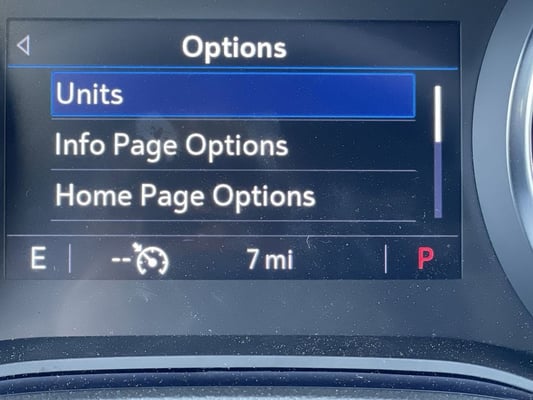 Options
Units
Info Page Options
Home Page Options
E -- 7 mi P